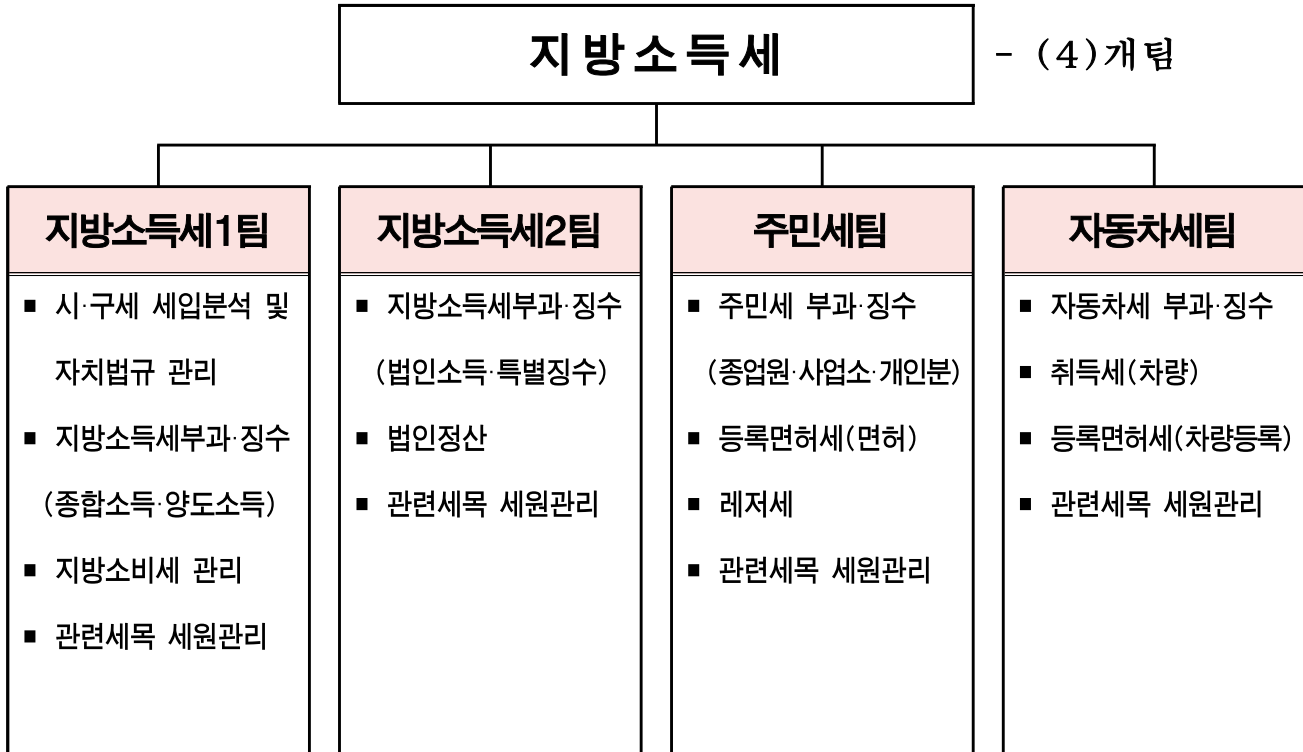 지방소득세
- (4)개팀
지방소득세1팀
■ 시·구세 세입분석 및
자치법규 관리
■ 지방소득세부과·징수
(종합소득·양도소득)
■ 지방소비세 관리
■ 관련세목 세원관리
지방소득세2팀
■ 지방소득세부과·징수
(법인소득·특별징수)
■ 법인정산
■ 관련세목 세원관리
주민세팀
■ 주민세 부과·징수
(종업원·사업소·개인분)
■ 등록면허세(면허)
■ 레저세
■ 관련세목 세원관리
자동차세팀
■ 자동차세 부과·징수
■ 취득세(차량)
■ 등록면허세(차량등록)
■ 관련세목 세원관리